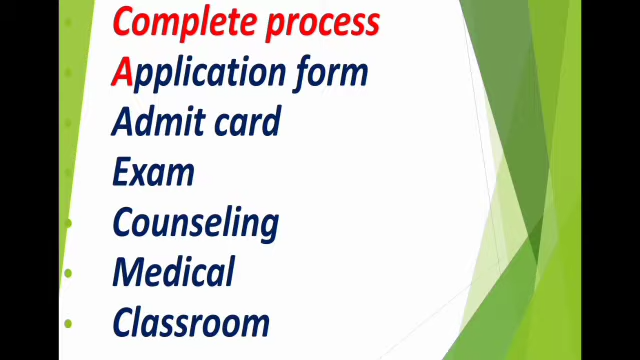 Complete process
Application form
Admit card
Exam
Counseling
Medical
Classroom